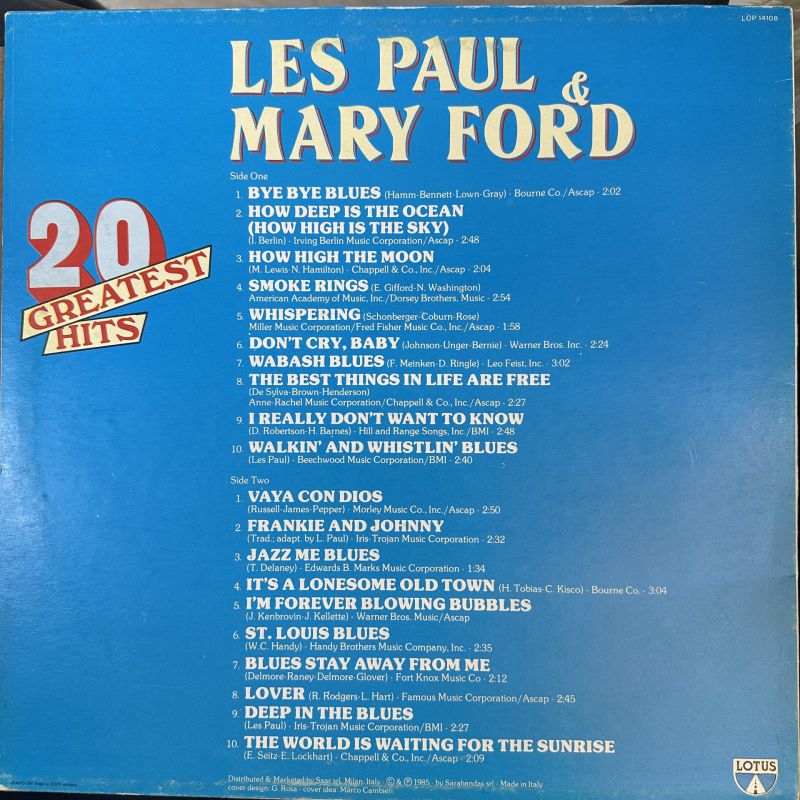 LOP 14108
LES PAUL &
MARY FORD
20
GREATEST
HITS
Side One
1. BYE BYE BLUES (Hamm-Bennett-Lown-Gray) - Bourne Co./Ascap - 2:02
2. HOW DEEP IS THE OCEAN
(HOW HIGH IS THE SKY)
(I. Berlin) - Irving Berlin Music Corporation/Ascap - 2:48
3. HOW HIGH THE MOON
(M. Lewis-N. Hamilton) - Chappell & Co., Inc./Ascap - 2:04
4. SMOKE RINGS (E. Gifford-N. Washington)
American Academy of Music, Inc./Dorsey Brothers, Music - 2:54
5. WHISPERING (Schonberger-Coburn-Rose)
Miller Music Corporation/Fred Fisher Music Co., Inc./Ascap - 1:58
6. DON'T CRY, BABY (Johnson-Unger-Bernie) - Warner Bros. Inc. - 2:24
7. WABASH BLUES (F. Meinken-D. Ringle) - Leo Feist, Inc. - 3:02
8. THE BEST THINGS IN LIFE ARE FREE
(De Sylva-Brown-Henderson)
Anne-Rachel Music Corporation/Chappell & Co., Inc./Ascap - 2:27
9. I REALLY DON'T WANT TO KNOW
(D. Robertson-H. Barnes) - Hill and Range Songs, Inc./BMI - 2:48
10. WALKIN' AND WHISTLIN' BLUES
(Les Paul) - Beechwood Music Corporation/BMI - 2:40
Side Two
1. VAYA CON DIOS
(Russell-James-Pepper) - Morley Music Co., Inc./Ascap - 2:50
2. FRANKIE AND JOHNNY
(Trad.; adapt. by L. Paul) - Iris-Trojan Music Corporation - 2:32
3. JAZZ ME BLUES
(T. Delaney) - Edwards B. Marks Music Corporation - 1:34
4. IT'S A LONESOME OLD TOWN (H. Tobias-C. Kisco) - Bourne Co. - 3:04
5. I'M FOREVER BLOWING BUBBLES
(J. Kenbrovin-J. Kellette) - Warner Bros. Music/Ascap
6. ST. LOUIS BLUES
(W.C. Handy) - Handy Brothers Music Company, Inc. - 2:35
7. BLUES STAY AWAY FROM ME
(Delmore-Raney-Delmore-Glover) - Fort Knox Music Co - 2:12
8. LOVER (R. Rodgers-L. Hart) - Famous Music Corporation/Ascap - 2:45
9. DEEP IN THE BLUES
(Les Paul) - Iris-Trojan Music Corporation/BMI - 2:27
10. THE WORLD IS WAITING FOR THE SUNRISE
(E. Seitz-E. Lockhart) - Chappell & Co., Inc./Ascap - 2:09
Distributed & Marketed by Saar srl, Milan, Italy - © & ℗ 1985 - by Sarabandas srl - Made in Italy
cover design: G. Rosa - cover idea: Marco Cambieri
LOTUS